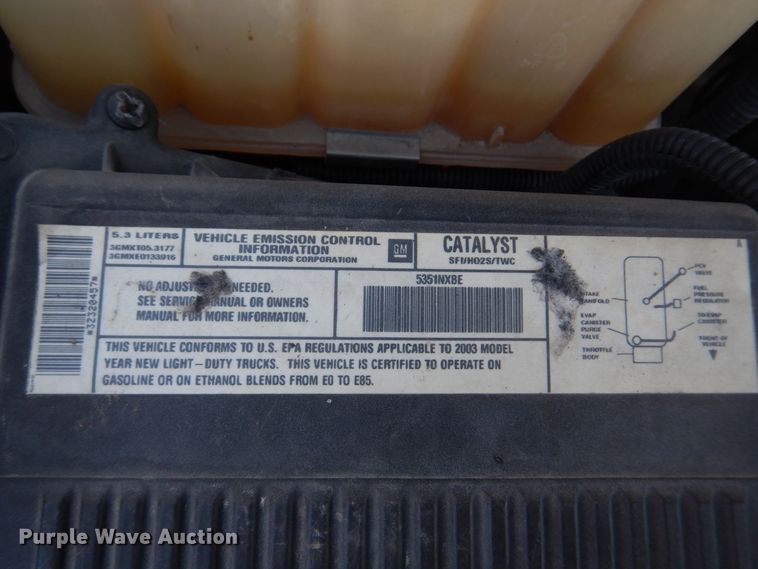 *32320457*
5.3 LITERS
3GMXT05.3177
3GMXE0133916
VEHICLE EMISSION CONTROL
INFORMATION
GENERAL MOTORS CORPORATION
GM
CATALYST
SFI/HO2S/TWC
NO ADJUSTMENT NEEDED.
SEE SERVICE MANUAL OR OWNERS
MANUAL FOR MORE INFORMATION.
5351NXBE
THIS VEHICLE CONFORMS TO U.S. EPA REGULATIONS APPLICABLE TO 2003 MODEL
YEAR NEW LIGHT-DUTY TRUCKS. THIS VEHICLE IS CERTIFIED TO OPERATE ON
GASOLINE OR ON ETHANOL BLENDS FROM E0 TO E85.
A
PCV
VALVE
INTAKE
MANIFOLD
FUEL
PRESSURE
REGULATOR
EVAP
CANISTER
PURGE
VALVE
TO EVAP
CANISTER
THROTTLE
BODY
FRONT OF
VEHICLE
Purple Wave Auction